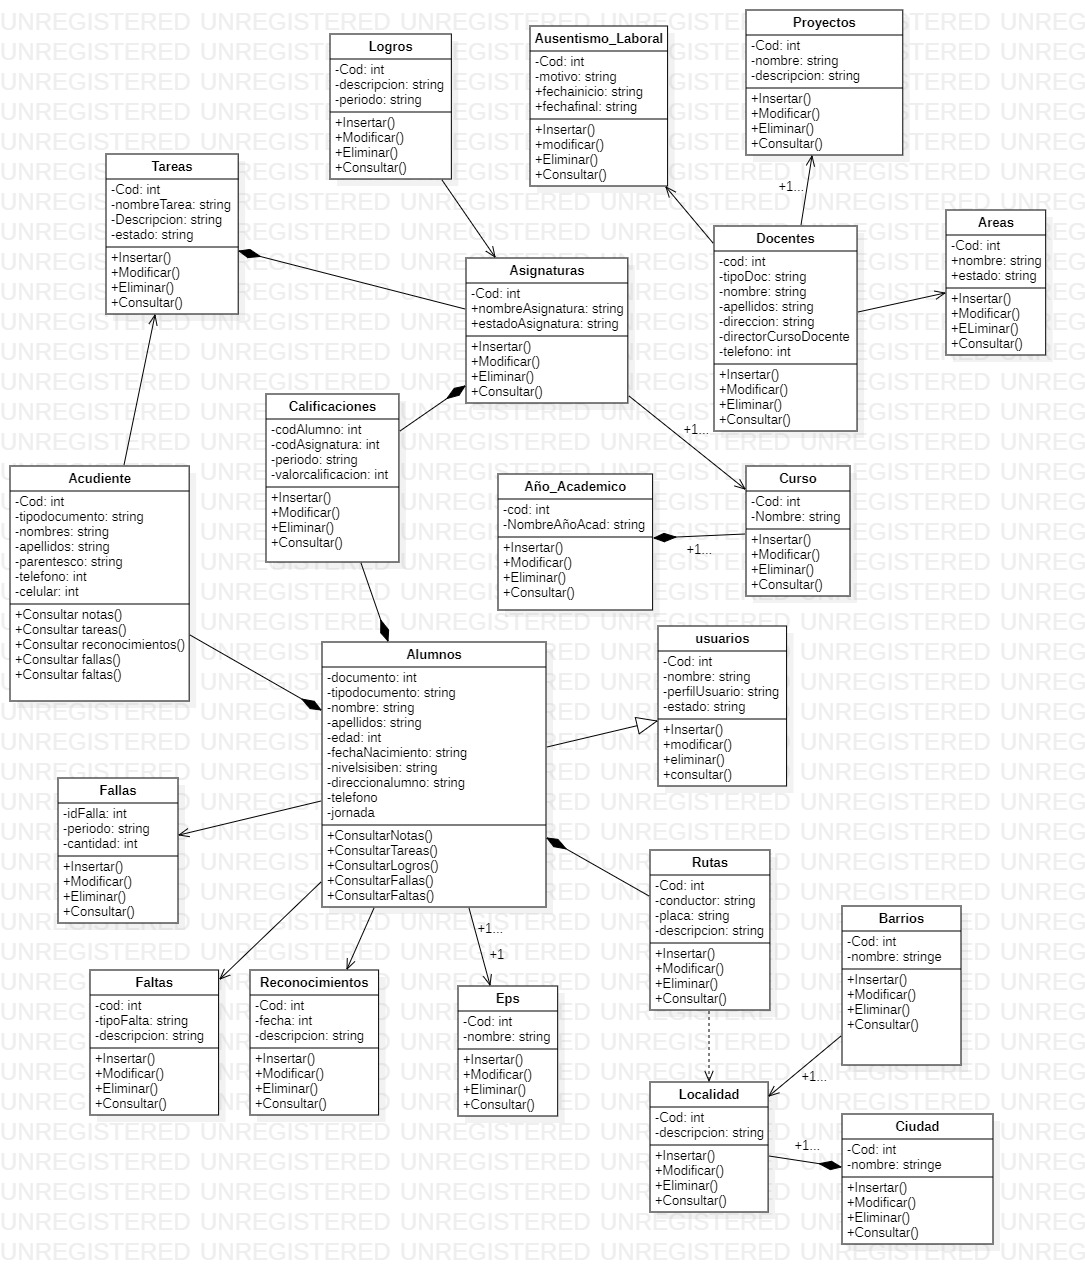 Proyectos
-Cod: int
-nombre: string
-descripcion: string
+Insertar()
+Modificar()
+Eliminar()
+Consultar()
Ausentismo_Laboral
-Cod: int
-motivo: string
+fechainicio: string
+fechafinal: string
+Insertar()
+modificar()
+Eliminar()
+Consultar()
Logros
-Cod: int
-descripcion: string
-periodo: string
+Insertar()
+Modificar()
+Eliminar()
+Consultar()
Tareas
-Cod: int
-nombreTarea: string
-Descripcion: string
-estado: string
+Insertar()
+Modificar()
+Eliminar()
+Consultar()
+1...
Areas
-Cod: int
+nombre: string
+estado: string
+Insertar()
+Modificar()
+ELiminar()
+Consultar()
Docentes
-cod: int
-tipoDoc: string
-nombre: string
-apellidos: string
-direccion: string
-directorCursoDocente
-telefono: int
+Insertar()
+Modificar()
+Eliminar()
+Consultar()
Asignaturas
-Cod: int
+nombreAsignatura: string
+estadoAsignatura: string
+Insertar()
+Modificar()
+Eliminar()
+Consultar()
+1...
Calificaciones
-codAlumno: int
-codAsignatura: int
-periodo: string
-valorcalificacion: int
+Insertar()
+Modificar()
+Eliminar()
+Consultar()
Acudiente
-Cod: int
-tipodocumento: string
-nombres: string
-apellidos: string
-parentesco: string
-telefono: int
-celular: int
+Consultar notas()
+Consultar tareas()
+Consultar reconocimientos()
+Consultar fallas()
+Consultar faltas()
Año_Academico
-cod: int
-NombreAñoAcad: string
+Insertar()
+Modificar()
+Eliminar()
+Consultar()
+1...
Curso
-Cod: int
-Nombre: string
+Insertar()
+Modificar()
+Eliminar()
+Consultar()
Alumnos
-documento: int
-tipodocumento: string
-nombre: string
-apellidos: string
-edad: int
-fechaNacimiento: string
-nivelsisiben: string
-direccionalumno: string
-telefono
-jornada
+ConsultarNotas()
+ConsultarTareas()
+ConsultarLogros()
+ConsultarFallas()
+ConsultarFaltas()
usuarios
-Cod: int
-nombre: string
-perfilUsuario: string
-estado: string
+Insertar()
+modificar()
+eliminar()
+consultar()
Fallas
-idFalla: int
-periodo: string
-cantidad: int
+Insertar()
+Modificar()
+Eliminar()
+Consultar()
Rutas
-Cod: int
-conductor: string
-placa: string
-descripcion: string
+Insertar()
+Modificar()
+Eliminar()
+Consultar()
Barrios
-Cod: int
-nombre: stringe
+Insertar()
+Modificar()
+Eliminar()
+Consultar()
+1...
+1
Faltas
-cod: int
-tipoFalta: string
-descripcion: string
+Insertar()
+Modificar()
+Eliminar()
+Consultar()
Reconocimientos
-Cod: int
-fecha: int
-descripcion: string
+Insertar()
+Modificar()
+Eliminar()
+Consultar()
Eps
-Cod: int
-nombre: string
+Insertar()
+Modificar()
+Eliminar()
+Consultar()
+1...
Localidad
-Cod: int
-descripcion: string
+Insertar()
+Modificar()
+Eliminar()
+Consultar()
+1...
Ciudad
-Cod: int
-nombre: stringe
+Insertar()
+Modificar()
+Eliminar()
+Consultar()
UNREGISTERED